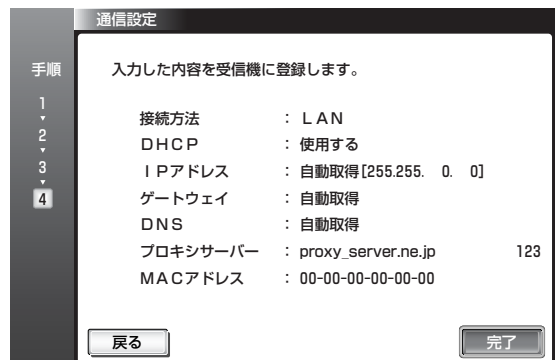 通信設定
手順
1
2
3
4
入力した内容を受信機に登録します。
接続方法 : LAN
DHCP : 使用する
IPアドレス : 自動取得[255.255. 0. 0]
ゲートウェイ : 自動取得
DNS : 自動取得
プロキシサーバー : proxy_server.ne.jp 123
MACアドレス : 00-00-00-00-00-00
戻る 完了